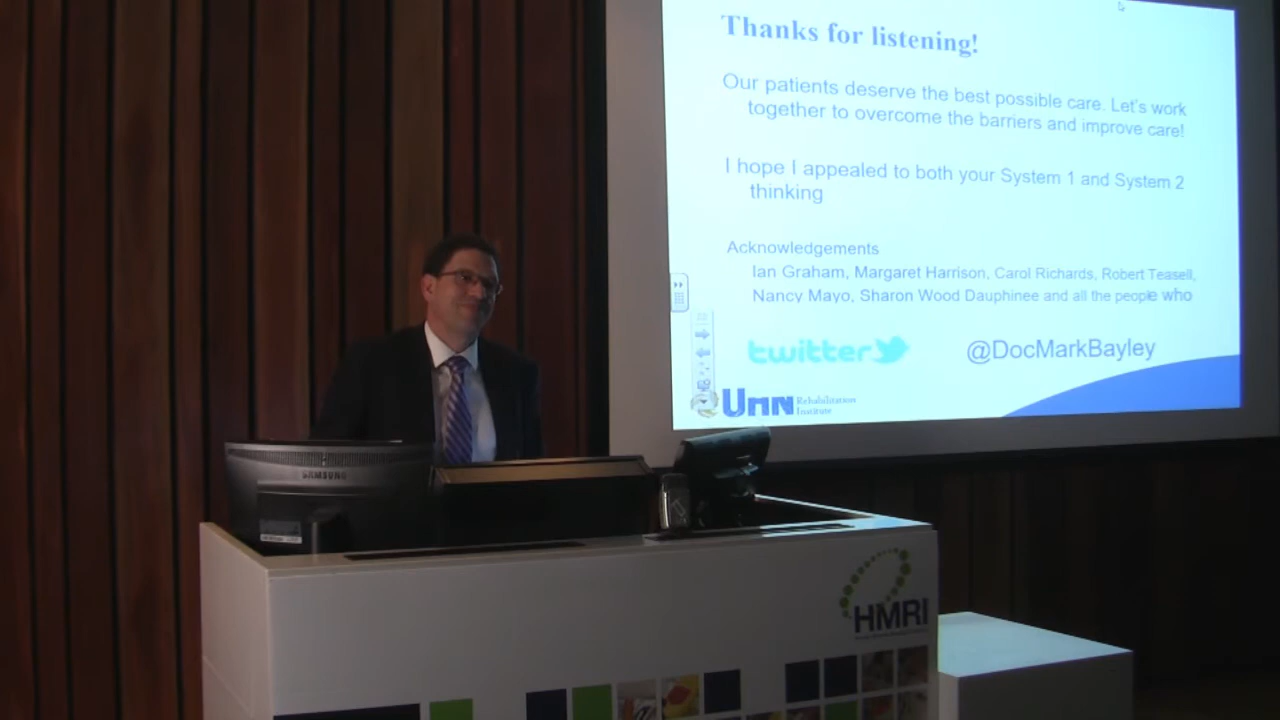 Thanks for listening!
Our patients deserve the best possible care. Let's work
together to overcome the barriers and improve care!
I hope I appealed to both your System 1 and System 2
thinking
Acknowledgements
Ian Graham, Margaret Harrison, Carol Richards, Robert Teasell,
Nancy Mayo, Sharon Wood Dauphinee and all the people who
twitter
@DocMarkBayley
UHN Rehabilitation
Institute
SAMSUNG
HMRI